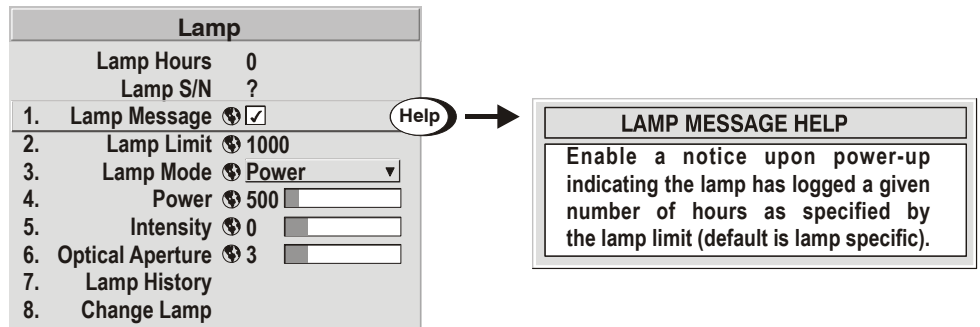 Lamp
Lamp Hours 0
Lamp S/N ?
1. Lamp Message ✓
2. Lamp Limit 1000
3. Lamp Mode Power ▼
4. Power 500
5. Intensity 0
6. Optical Aperture 3
7. Lamp History
8. Change Lamp
Help
LAMP MESSAGE HELP
Enable a notice upon power-up
indicating the lamp has logged a given
number of hours as specified by
the lamp limit (default is lamp specific).